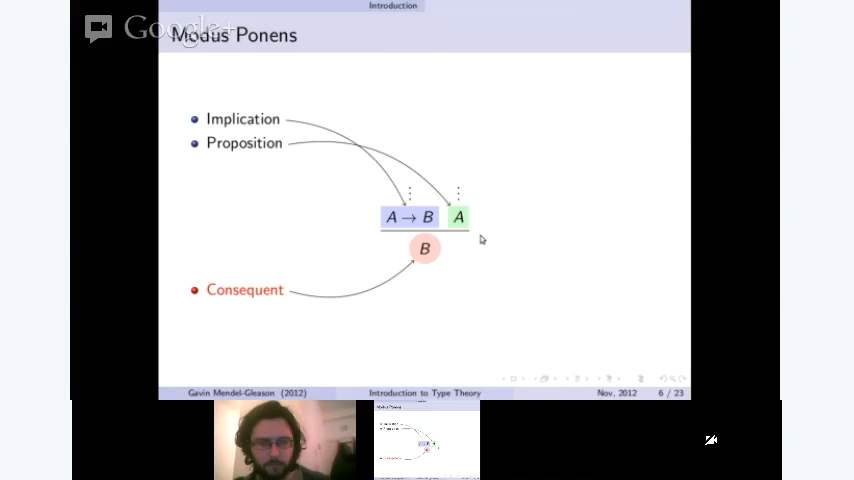 Introduction
Google+
Modus Ponens
Implication
Proposition
⋮ ⋮
A → B A
B
Consequent
Gavin Mendel-Gleason (2012) Introduction to Type Theory Nov, 2012 6 / 23